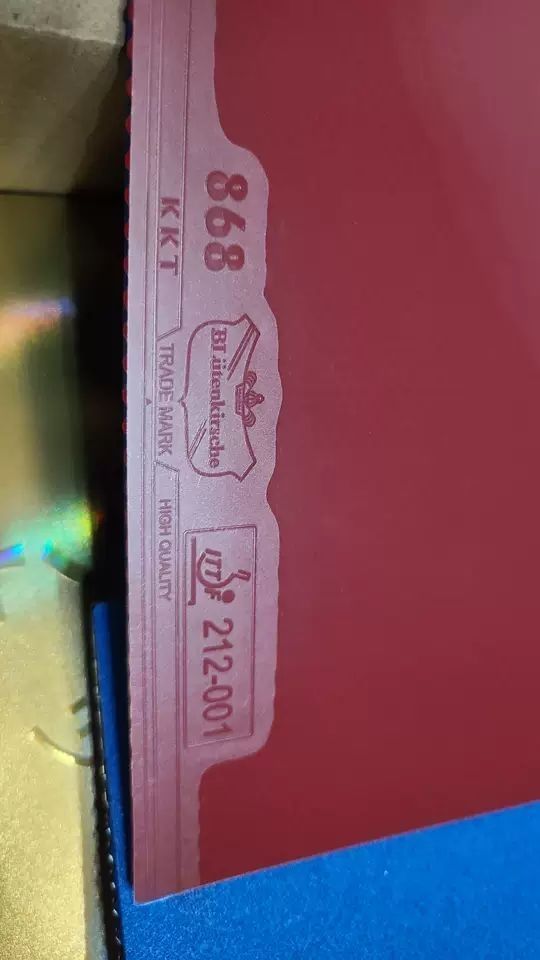 868
KKT
BLütenkirsche
TRADE MARK
HIGH QUALITY
ITTF
212-001